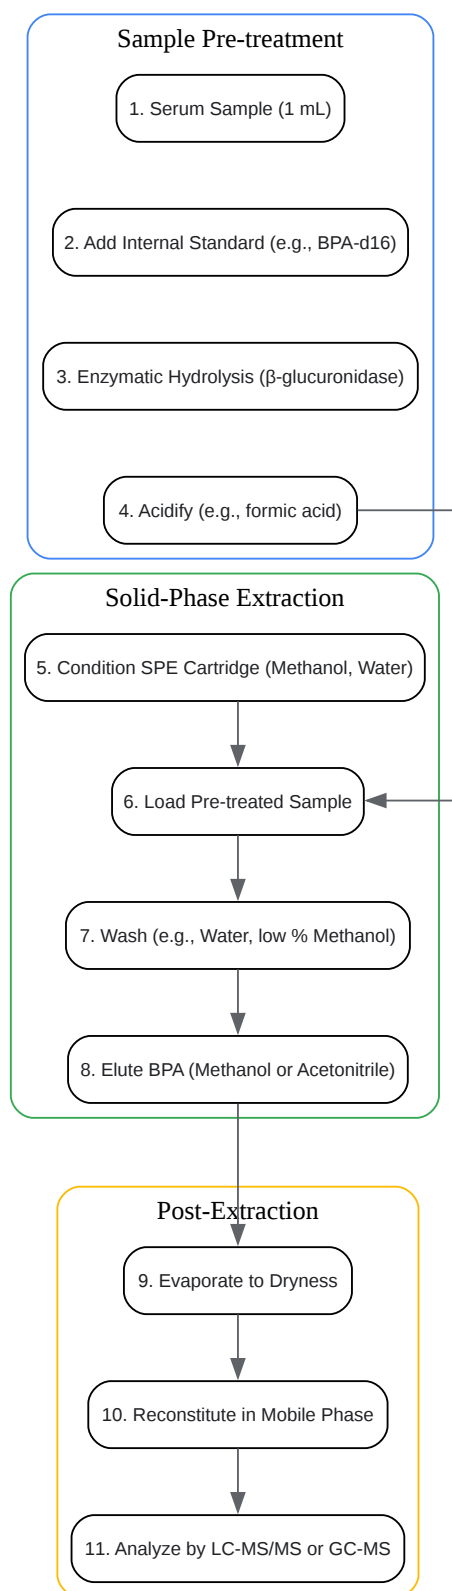 Sample Pre-treatment
1. Serum Sample (1 mL)
2. Add Internal Standard (e.g., BPA-d16)
3. Enzymatic Hydrolysis (β-glucuronidase)
4. Acidify (e.g., formic acid)
Solid-Phase Extraction
5. Condition SPE Cartridge (Methanol, Water)
6. Load Pre-treated Sample
7. Wash (e.g., Water, low % Methanol)
8. Elute BPA (Methanol or Acetonitrile)
Post-Extraction
9. Evaporate to Dryness
10. Reconstitute in Mobile Phase
11. Analyze by LC-MS/MS or GC-MS